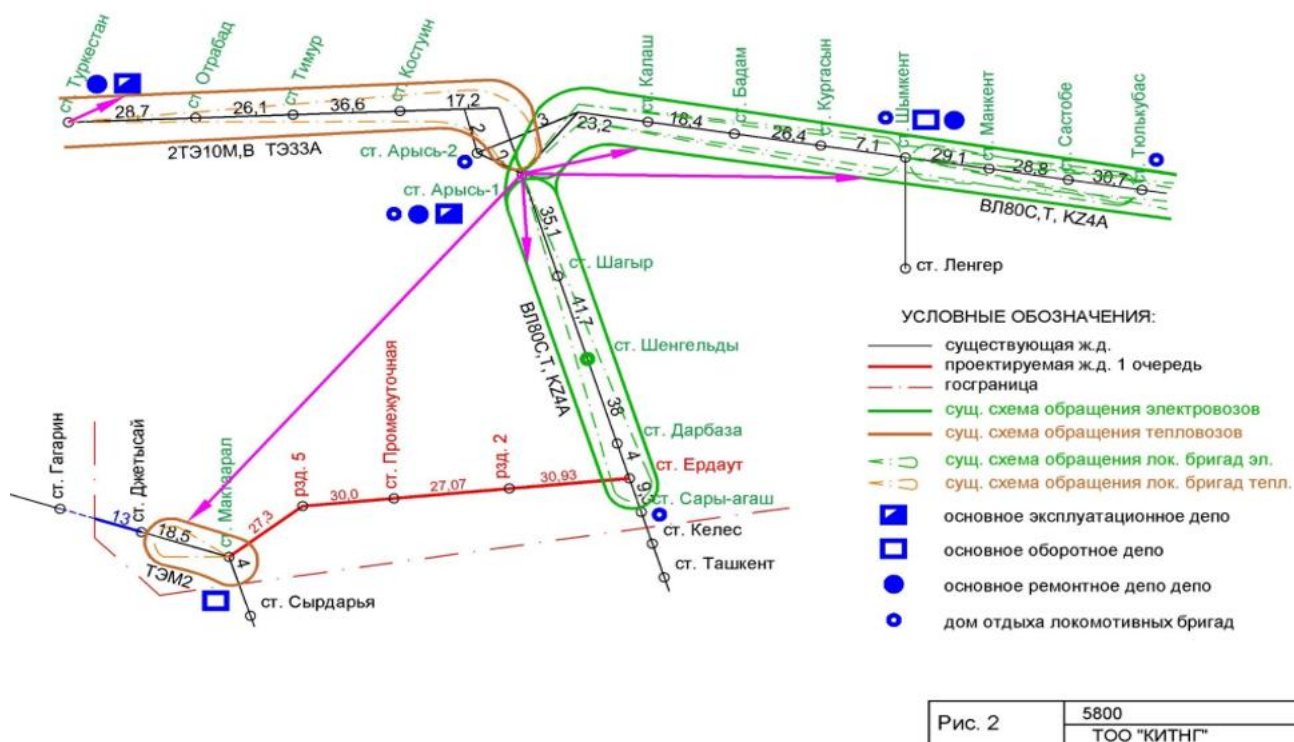 ст. Туркестан
ст. Отрабад
ст. Тимур
ст. Костуин
28,7
26,1
36,6
17,2
2
3
2
2ТЭ10М,В ТЭ33А
ст. Арысь-2
ст. Арысь-1
23,2
ст. Калаш
18,4
ст. Бадам
26,4
ст. Кургасын
7,1
ст. Шымкент
29,1
ст. Манкент
28,8
ст. Састобе
30,7
ст. Тюлькубас
ВЛ80С,Т, KZ4A
ст. Ленгер
35,1
ст. Шагыр
41,7
ВЛ80С,Т, KZ4A
ст. Шенгельды
38
ст. Дарбаза
4
ст. Ердаут
9,
ст. Сары-агаш
ст. Келес
ст. Ташкент
ст. Гагарин
13
ст. Джетысай
18,5
ст. Мактаарал
4
ТЭМ2
ст. Сырдарья
27,3
рзд. 5
30,0
ст. Промежуточная
27,07
рзд. 2
30,93
УСЛОВНЫЕ ОБОЗНАЧЕНИЯ:
существующая ж.д.
проектируемая ж.д. 1 очередь
госграница
сущ. схема обращения электровозов
сущ. схема обращения тепловозов
сущ. схема обращения лок. бригад эл.
сущ. схема обращения лок. бригад тепл.
основное эксплуатационное депо
основное оборотное депо
основное ремонтное депо депо
дом отдыха локомотивных бригад
Рис. 2
5800
ТОО "КИТНГ"